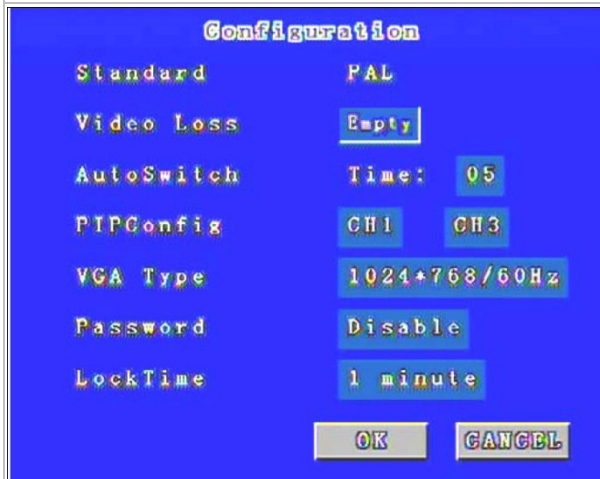 Configuration
Standard PAL
Video Loss Empty
AutoSwitch Time: 05
PIPConfig CH1 CH3
VGA Type 1024*768/60Hz
Password Disable
LockTime 1 minute
OK CANCEL